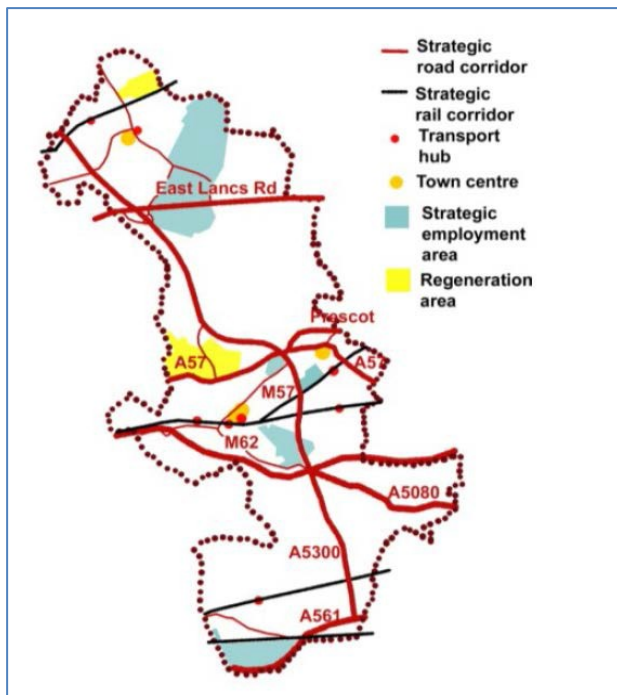 Strategic
road corridor
Strategic
rail corridor
Transport
hub
Town centre
Strategic
employment
area
Regeneration
area
East Lancs Rd
Prescot
A57
A57
M57
M62
A5080
A5300
A561